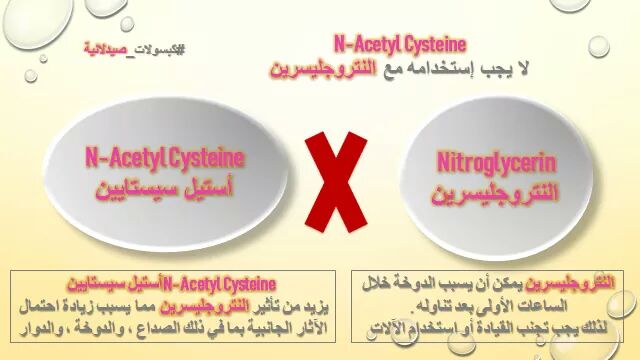 #كبسولات_صيدلانية
N-Acetyl Cysteine
لا يجب إستخدامه مع النتروجليسرين
N-Acetyl Cysteine
أستيل سيستايين
X
Nitroglycerin
النتروجليسرين
N-Acetyl Cysteine أستيل سيستايين
يزيد من تأثير النتروجليسرين مما يسبب زيادة احتمال
الآثار الجانبية بما في ذلك الصداع ، والدوخة ، والدوار
النتروجليسرين يمكن أن يسبب الدوخة خلال
الساعات الأولى بعد تناوله .
لذلك يجب تجنب القيادة أو استخدام الآلات